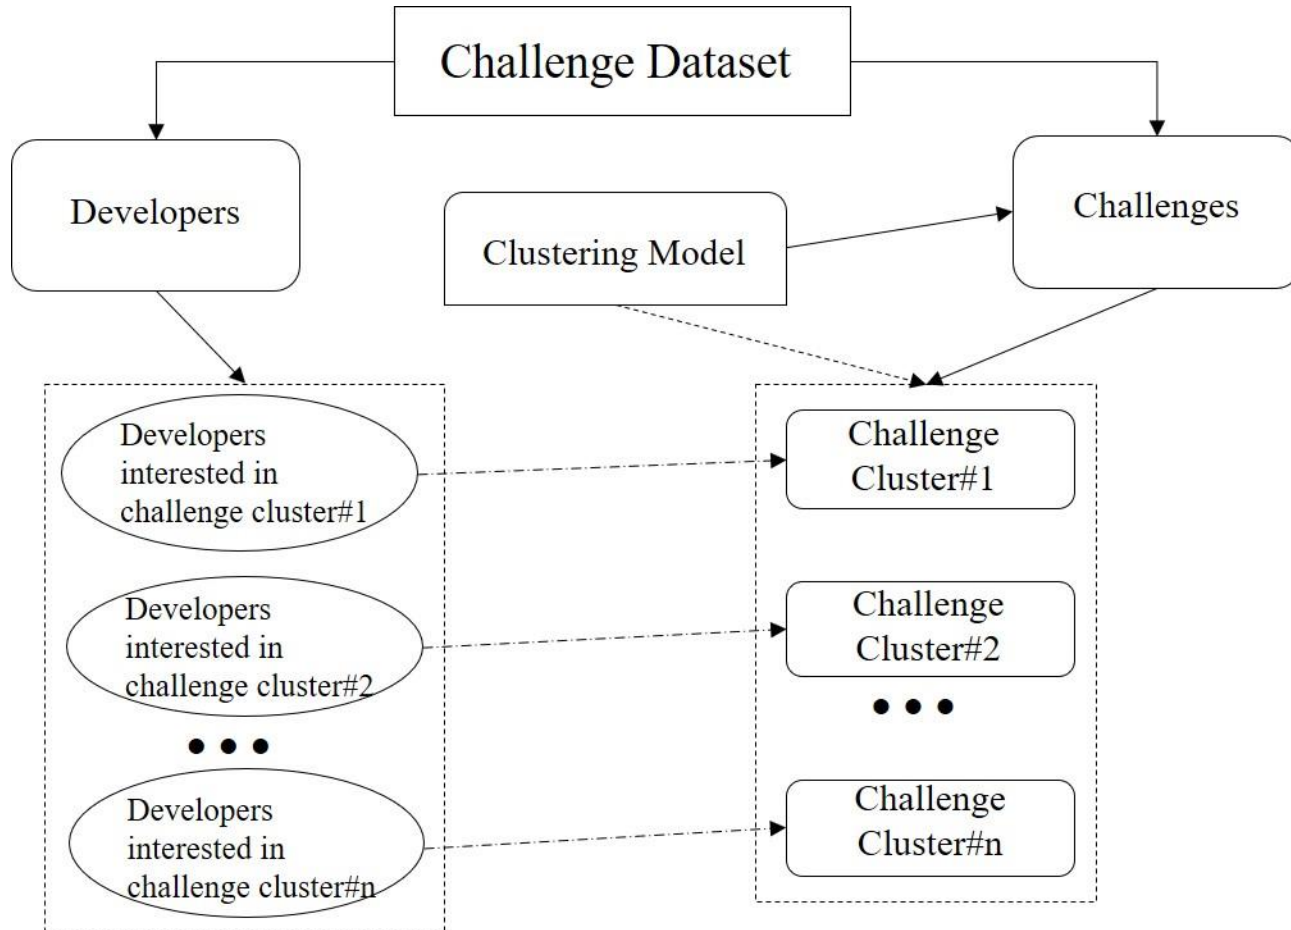 Challenge Dataset
Developers
Clustering Model
Challenges
Developers
interested in
challenge cluster#1
Challenge
Cluster#1
Developers
interested in
challenge cluster#2
Challenge
Cluster#2
Developers
interested in
challenge cluster#n
Challenge
Cluster#n